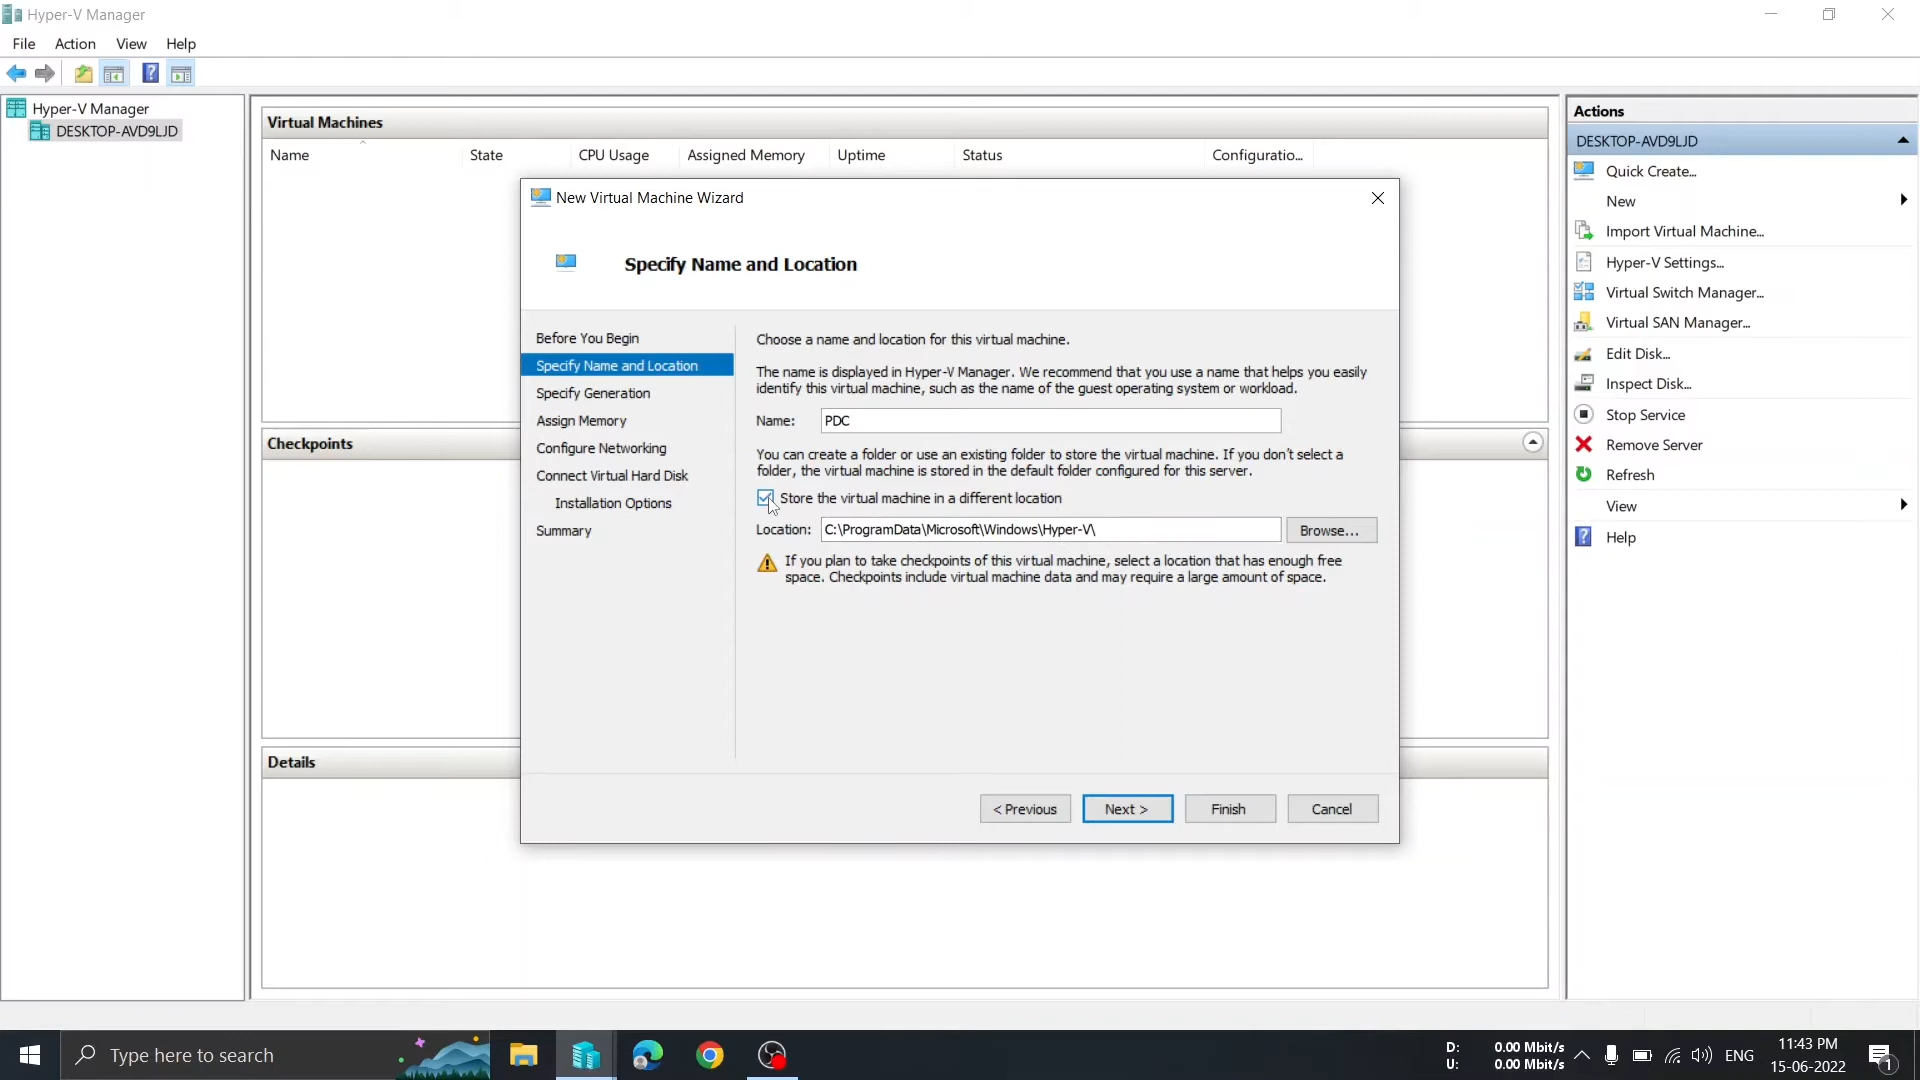 Hyper-V Manager
File Action View Help
Hyper-V Manager
DESKTOP-AVD9LJD
Virtual Machines
Name State CPU Usage Assigned Memory Uptime Status Configuratio...
New Virtual Machine Wizard
Specify Name and Location
Before You Begin
Specify Name and Location
Specify Generation
Assign Memory
Configure Networking
Connect Virtual Hard Disk
Installation Options
Summary
Choose a name and location for this virtual machine.
The name is displayed in Hyper-V Manager. We recommend that you use a name that helps you easily
identify this virtual machine, such as the name of the guest operating system or workload.
Name: PDC
You can create a folder or use an existing folder to store the virtual machine. If you don't select a
folder, the virtual machine is stored in the default folder configured for this server.
Store the virtual machine in a different location
Location: C:\ProgramData\Microsoft\Windows\Hyper-V\ Browse...
If you plan to take checkpoints of this virtual machine, select a location that has enough free
space. Checkpoints include virtual machine data and may require a large amount of space.
< Previous Next > Finish Cancel
Checkpoints
Details
Actions
DESKTOP-AVD9LJD
Quick Create...
New
Import Virtual Machine...
Hyper-V Settings...
Virtual Switch Manager...
Virtual SAN Manager...
Edit Disk...
Inspect Disk...
Stop Service
Remove Server
Refresh
View
Help
Type here to search
D: 0.00 Mbit/s
U: 0.00 Mbit/s
ENG
11:43 PM
15-06-2022
1